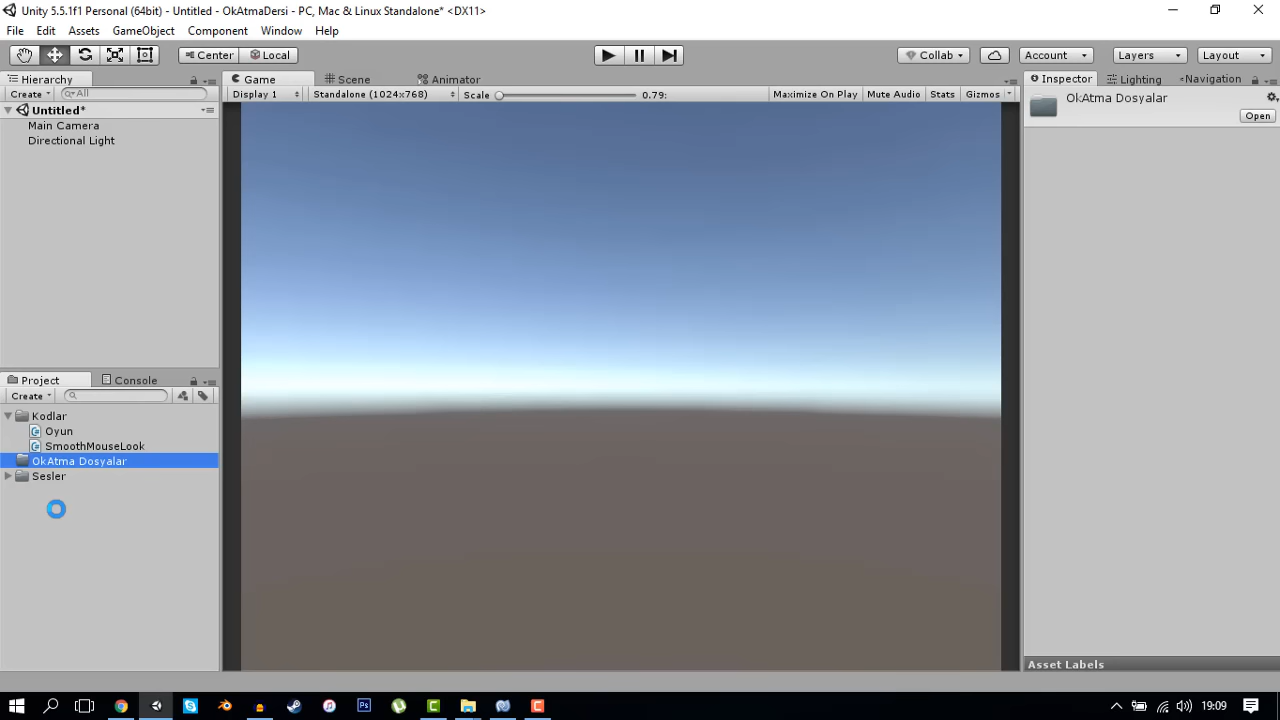 Unity 5.5.1f1 Personal (64bit) - Untitled - OkAtmaDersi - PC, Mac & Linux Standalone* <DX11>
File Edit Assets GameObject Component Window Help
Center Local Collab Account Layers Layout
Hierarchy Game Scene Animator Inspector Lighting Navigation
Create All Display 1 Standalone (1024x768) Scale 0.79: Maximize On Play Mute Audio Stats Gizmos
OkAtma Dosyalar
Open
Untitled*
Main Camera
Directional Light
Project Console
Create
Kodlar
Oyun
SmoothMouseLook
OkAtma Dosyalar
Sesler
Asset Labels
19:09